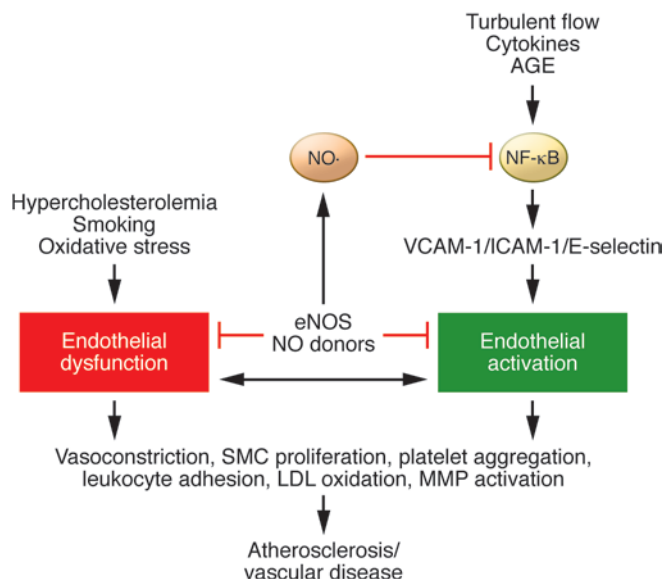 Turbulent flow
Cytokines
AGE
NO·
NF-κB
Hypercholesterolemia
Smoking
Oxidative stress
VCAM-1/ICAM-1/E-selectin
Endothelial
dysfunction
eNOS
NO donors
Endothelial
activation
Vasoconstriction, SMC proliferation, platelet aggregation,
leukocyte adhesion, LDL oxidation, MMP activation
Atherosclerosis/
vascular disease